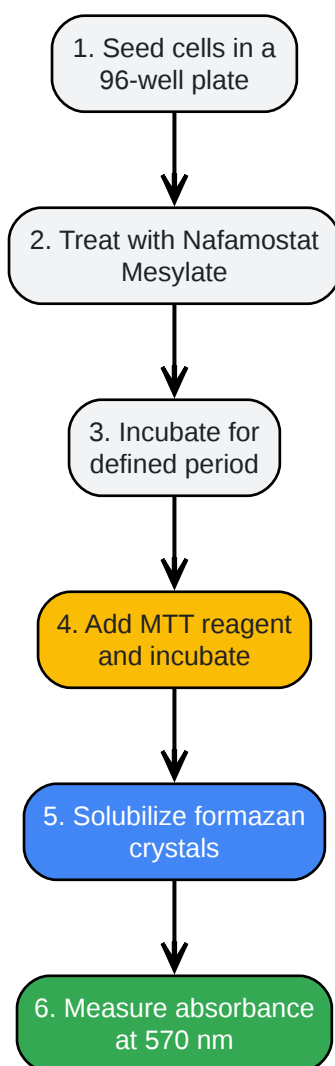 1. Seed cells in a
96-well plate
2. Treat with Nafamostat
Mesylate
3. Incubate for
defined period
4. Add MTT reagent
and incubate
5. Solubilize formazan
crystals
6. Measure absorbance
at 570 nm